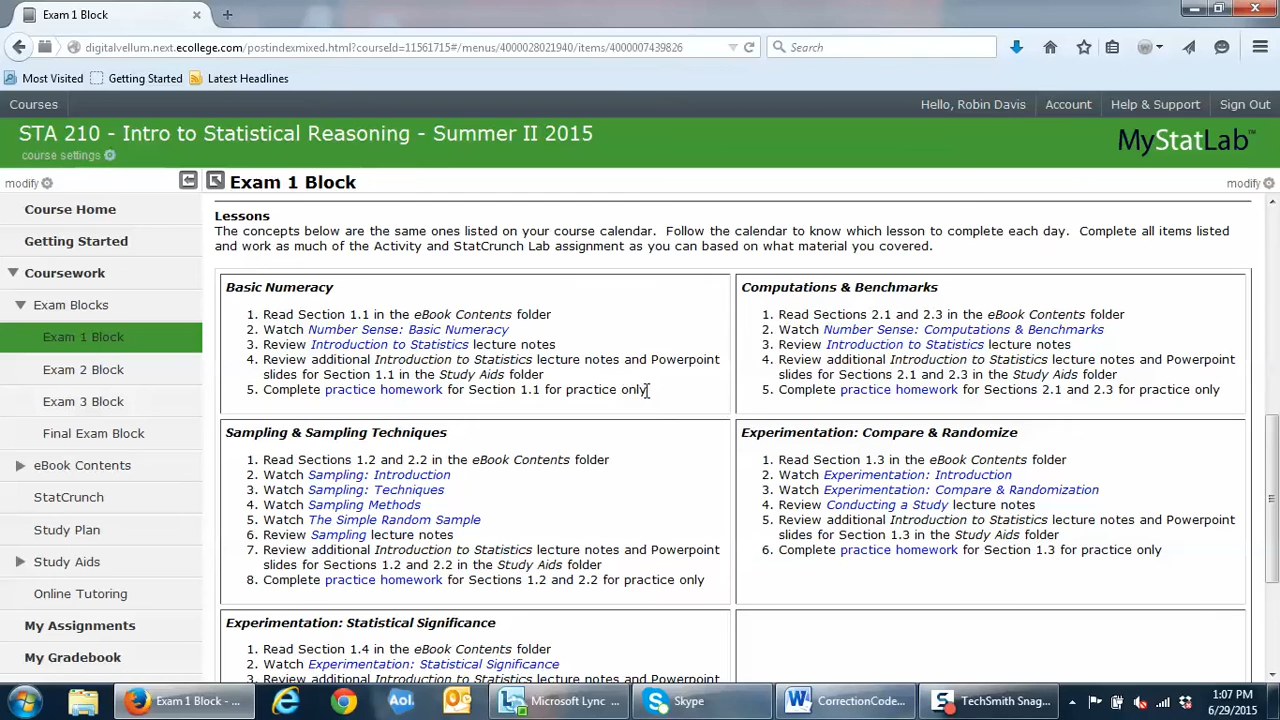 Exam 1 Block
digitalvellum.next.ecollege.com/postindexmixed.html?courseId=11561715#/menus/4000028021940/items/4000007439826
Search
Most Visited
Getting Started
Latest Headlines
Courses
Hello, Robin Davis
Account
Help & Support
Sign Out
STA 210 - Intro to Statistical Reasoning - Summer II 2015
MyStatLab
course settings
modify
Exam 1 Block
modify
Course Home
Getting Started
Coursework
Exam Blocks
Exam 1 Block
Exam 2 Block
Exam 3 Block
Final Exam Block
eBook Contents
StatCrunch
Study Plan
Study Aids
Online Tutoring
My Assignments
My Gradebook
Lessons
The concepts below are the same ones listed on your course calendar. Follow the calendar to know which lesson to complete each day. Complete all items listed
and work as much of the Activity and StatCrunch Lab assignment as you can based on what material you covered.
Basic Numeracy
1. Read Section 1.1 in the eBook Contents folder
2. Watch Number Sense: Basic Numeracy
3. Review Introduction to Statistics lecture notes
4. Review additional Introduction to Statistics lecture notes and Powerpoint
slides for Section 1.1 in the Study Aids folder
5. Complete practice homework for Section 1.1 for practice only
Computations & Benchmarks
1. Read Sections 2.1 and 2.3 in the eBook Contents folder
2. Watch Number Sense: Computations & Benchmarks
3. Review Introduction to Statistics lecture notes
4. Review additional Introduction to Statistics lecture notes and Powerpoint
slides for Sections 2.1 and 2.3 in the Study Aids folder
5. Complete practice homework for Sections 2.1 and 2.3 for practice only
Sampling & Sampling Techniques
1. Read Sections 1.2 and 2.2 in the eBook Contents folder
2. Watch Sampling: Introduction
3. Watch Sampling: Techniques
4. Watch Sampling Methods
5. Watch The Simple Random Sample
6. Review Sampling lecture notes
7. Review additional Introduction to Statistics lecture notes and Powerpoint
slides for Sections 1.2 and 2.2 in the Study Aids folder
8. Complete practice homework for Sections 1.2 and 2.2 for practice only
Experimentation: Compare & Randomize
1. Read Section 1.3 in the eBook Contents folder
2. Watch Experimentation: Introduction
3. Watch Experimentation: Compare & Randomization
4. Review Conducting a Study lecture notes
5. Review additional Introduction to Statistics lecture notes and Powerpoint
slides for Section 1.3 in the Study Aids folder
6. Complete practice homework for Section 1.3 for practice only
Experimentation: Statistical Significance
1. Read Section 1.4 in the eBook Contents folder
2. Watch Experimentation: Statistical Significance
Exam 1 Block - ...
Aol
Microsoft Lync ...
Skype
CorrectionCode...
TechSmith Snag...
1:07 PM
6/29/2015